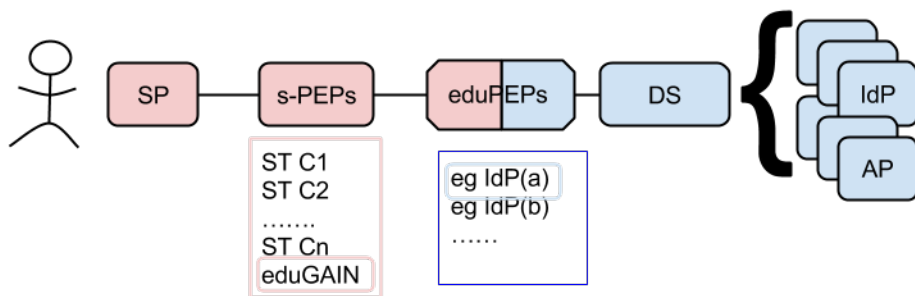 SP
s-PEPs
eduPEPs
DS
IdP
AP
ST C1
ST C2
.......
ST Cn
eduGAIN
eg IdP(a)
eg IdP(b)
......